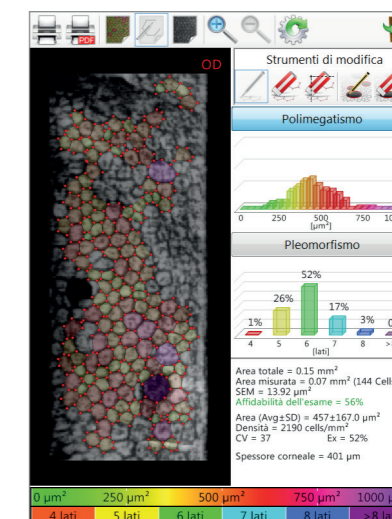 PDF
OD
Strumenti di modifica
Polimegatismo
0 250 500 750 100
[µm²]
Pleomorfismo
1% 26% 52% 17% 3% 0
4 5 6 7 8 >
[lati]
Area totale = 0.15 mm²
Area misurata = 0.07 mm² (144 Cells
SEM = 13.92 µm²
Affidabilità dell'esame = 56%
Area (Avg±SD) = 457±167.0 µm²
Densità = 2190 cells/mm²
CV = 37 Ex = 52%
Spessore corneale = 401 µm
0 µm² 250 µm² 500 µm² 750 µm² 1000 µ
4 lati 5 lati 6 lati 7 lati 8 lati >8 l